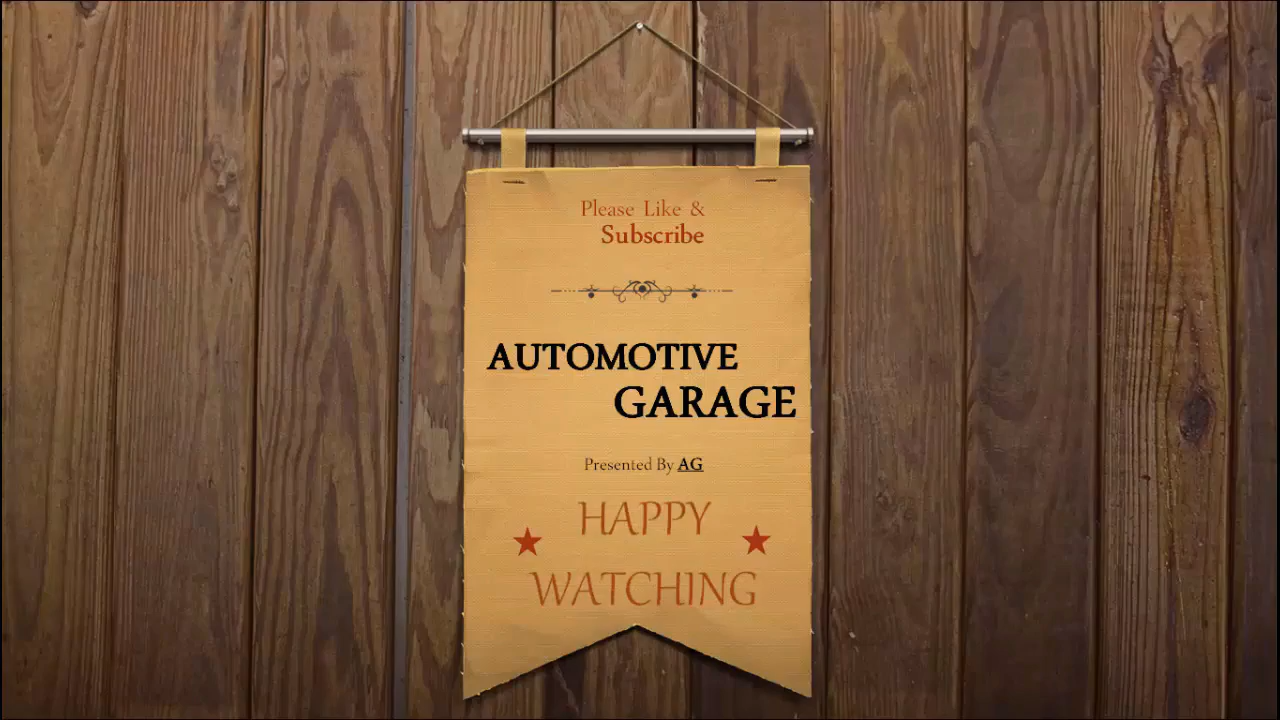 Please Like &
Subscribe
AUTOMOTIVE
GARAGE
Presented By AG
HAPPY
WATCHING